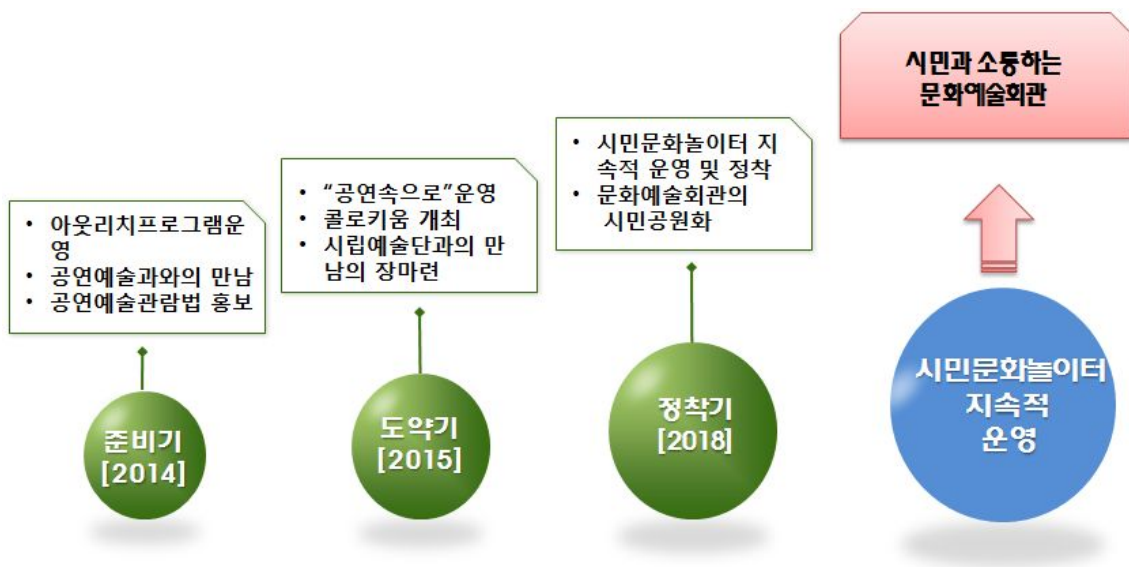 시민과 소통하는
문화예술회관
• 시민문화놀이터 지
속적 운영 및 정착
• 문화예술회관의
시민공원화
• “공연속으로”운영
• 콜로키움 개최
• 시립예술단과의 만
남의 장마련
• 아웃리치프로그램운
영
• 공연예술과와의 만남
• 공연예술관람법 홍보
준비기
[2014]
도약기
[2015]
정착기
[2018]
시민문화놀이터
지속적
운영